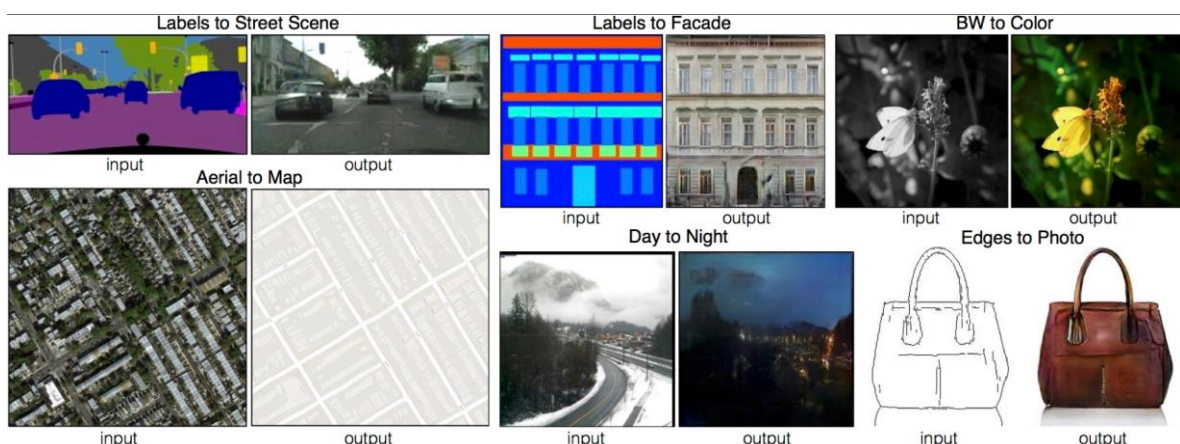 Labels to Street Scene
input output
Aerial to Map
input output
Labels to Facade
input output
BW to Color
input output
Day to Night
input output
Edges to Photo
input output